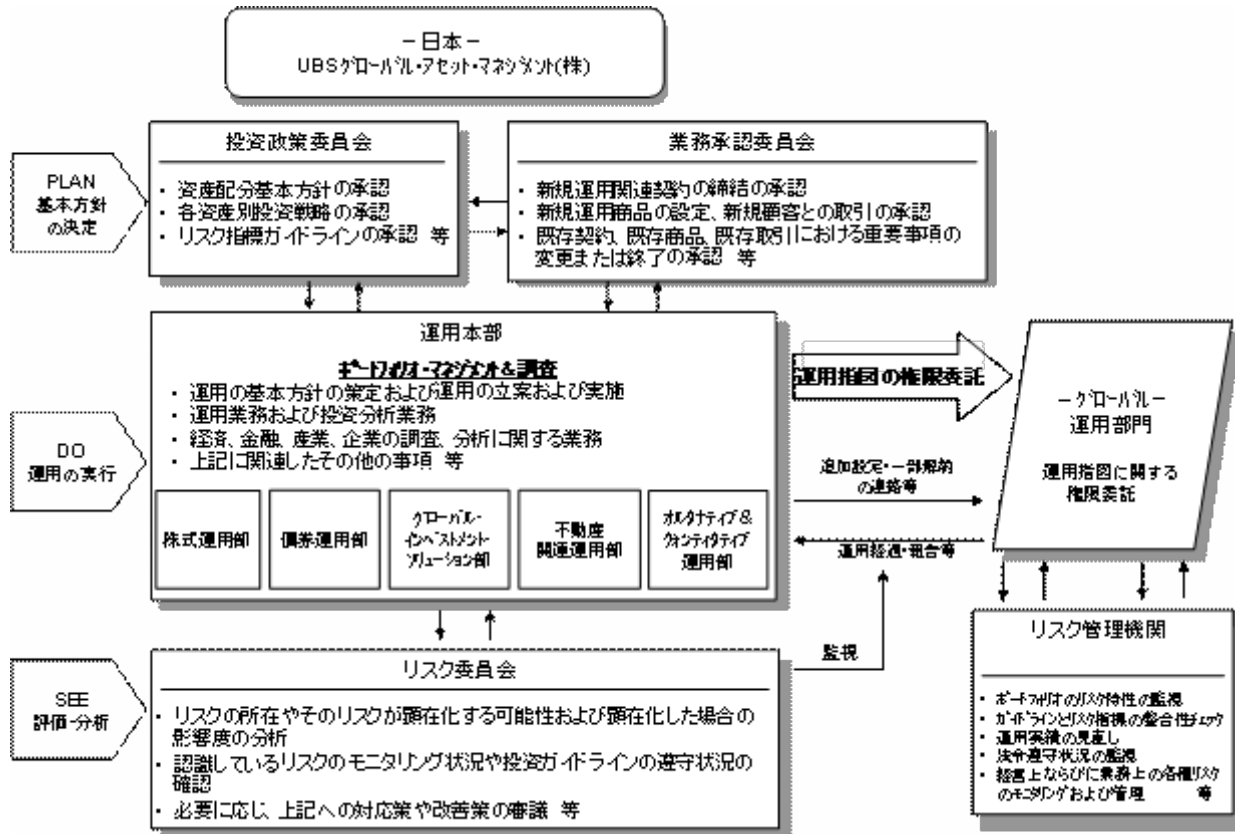 －日本－
UBSｸﾞﾛｰﾊﾞﾙ・ｱｾｯﾄ・ﾏﾈｼﾞﾒﾝﾄ(株)
PLAN
基本方針
の決定
投資政策委員会
・ 資産配分基本方針の承認
・ 各資産別投資戦略の承認
・ リスク指標ガイドラインの承認 等
業務承認委員会
・ 新規運用関連契約の締結の承認
・ 新規運用商品の設定、新規顧客との取引の承認
・ 既存契約、既存商品、既存取引における重要事項の
変更または終了の承認 等
DO
運用の実行
運用本部
ﾎﾟｰﾄﾌｫﾘｵ・ﾏﾈｼﾞﾒﾝﾄ&調査
・ 運用の基本方針の策定および運用の立案および実施
・ 運用業務および投資分析業務
・ 経済、金融、産業、企業の調査、分析に関する業務
・ 上記に関連したその他の事項 等
株式運用部
債券運用部
ｸﾞﾛｰﾊﾞﾙ・
ｲﾝﾍﾞｽﾄﾒﾝﾄ・
ｿﾘｭｰｼｮﾝ部
不動産
関連運用部
ｵﾙﾀﾅﾃｨﾌﾞ&
ｸｫﾝﾃｨﾀﾃｨﾌﾞ
運用部
運用指図の権限委託
追加設定・一部解約
の連絡等
運用経過・報告等
監視
－ｸﾞﾛｰﾊﾞﾙ－
運用部門
運用指図に関する
権限委託
SEE
評価・分析
リスク委員会
・ リスクの所在やそのリスクが顕在化する可能性および顕在化した場合の
影響度の分析
・ 認識しているリスクのモニタリング状況や投資ガイドラインの遵守状況の
確認
・ 必要に応じ、上記への対応策や改善策の審議 等
リスク管理機関
・ ﾎﾟｰﾄﾌｫﾘｵのﾘｽｸ特性の監視
・ ｶﾞｲﾄﾞﾗｲﾝとﾘｽｸ指標の整合性ﾁｪｯｸ
・ 運用実績の見直し
・ 法令遵守状況の監視
・ 経営上ならびに業務上の各種ﾘｽｸ
のﾓﾆﾀﾘﾝｸﾞおよび管理 等